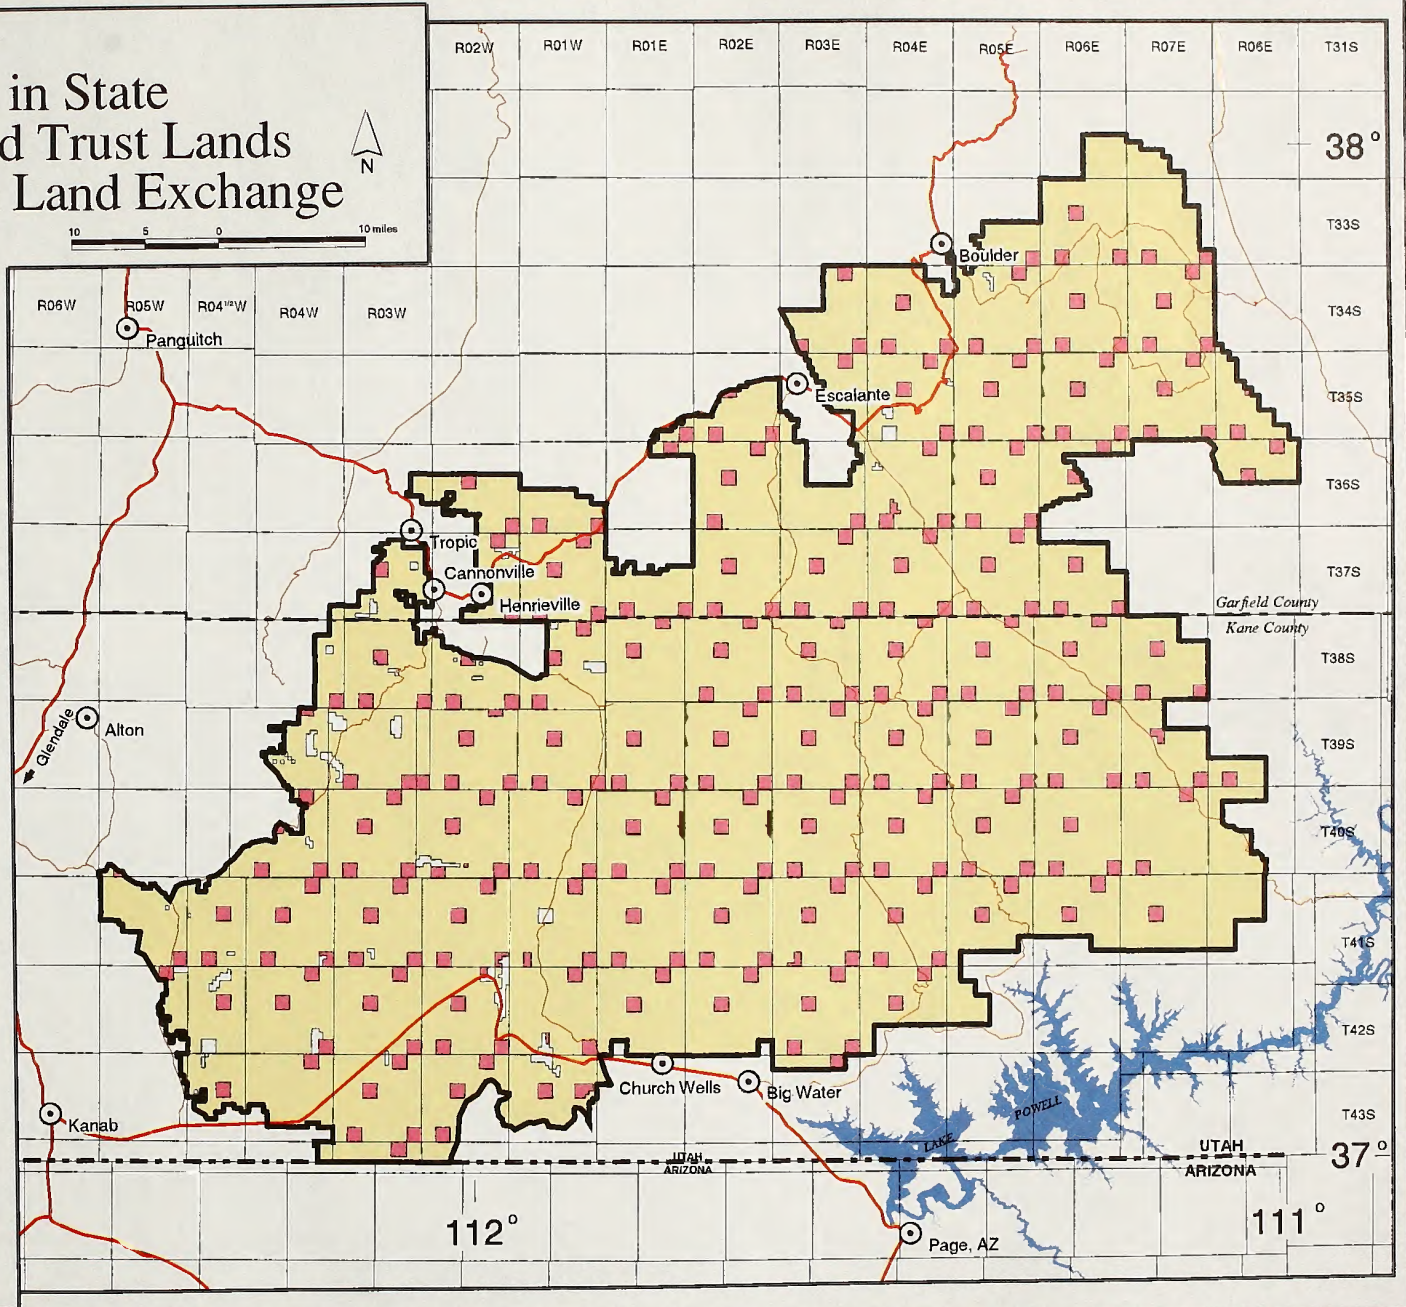 in State
d Trust Lands
Land Exchange
N
10 5 0 10 miles
R02W R01W R01E R02E R03E R04E R05E R06E R07E R06E T31S
38°
T33S
Boulder
R06W R05W R04 1/2 W R04W R03W
T34S
Panguitch
Escalante
T35S
T36S
Tropic
Cannonville
T37S
Henrieville
Garfield County
Kane County
T38S
Glendale
Alton
T39S
T40S
T41S
T42S
Church Wells
Big Water
Kanab
POWELL
T43S
LAKE
UTAH
ARIZONA
UTAH
ARIZONA
37°
112°
111°
Page, AZ